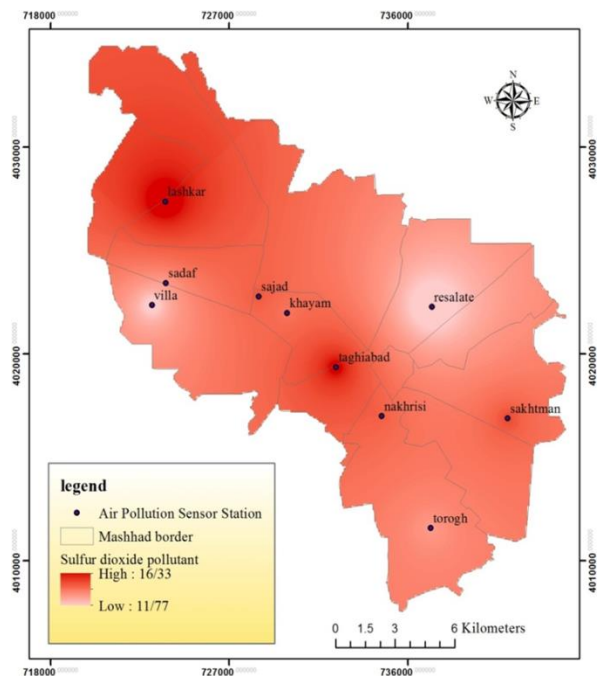 718000 727000 736000
N
W E
S
4030000 4030000
lashkar
sadaf
villa
sajad
khayam
resalate
taghiabad
4020000 4020000
nakhrisi
sakhtman
torogh
legend
Air Pollution Sensor Station
Mashhad border
Sulfur dioxide pollutant
High : 16/33
Low : 11/77
4010000 4010000
0 1.5 3 6 Kilometers
718000 727000 736000